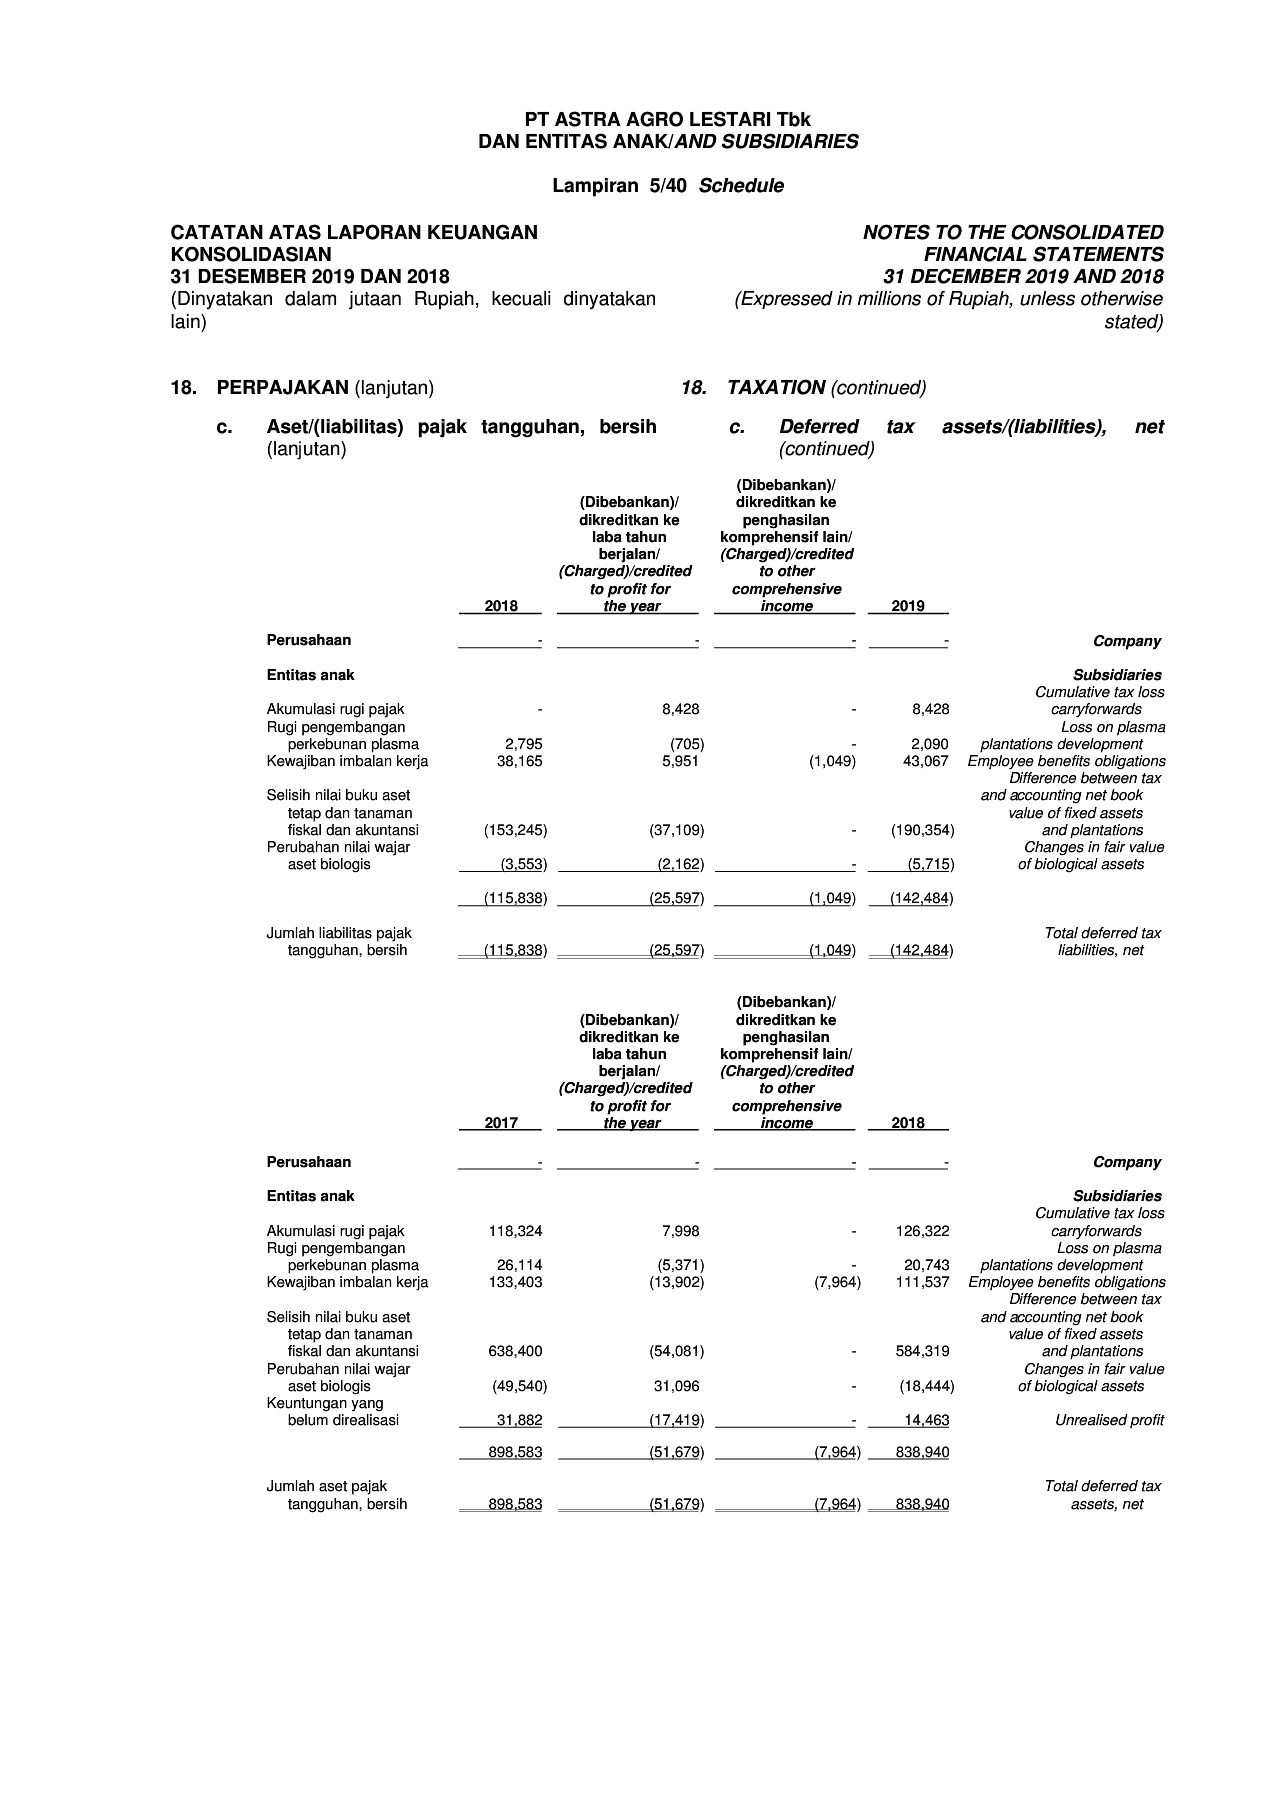 PT ASTRA AGRO LESTARI Tbk
DAN ENTITAS ANAK/AND SUBSIDIARIES
Lampiran 5/40 Schedule
CATATAN ATAS LAPORAN KEUANGAN
KONSOLIDASIAN
31 DESEMBER 2019 DAN 2018
(Dinyatakan dalam jutaan Rupiah, kecuali dinyatakan
lain)
NOTES TO THE CONSOLIDATED
FINANCIAL STATEMENTS
31 DECEMBER 2019 AND 2018
(Expressed in millions of Rupiah, unless otherwise
stated)
18. PERPAJAKAN (lanjutan)
18. TAXATION (continued)
c. Aset/(liabilitas) pajak tangguhan, bersih
(lanjutan)
c. Deferred tax assets/(liabilities), net
(continued)
2018
(Dibebankan)/
dikreditkan ke
laba tahun
berjalan/
(Charged)/credited
to profit for
the year
(Dibebankan)/
dikreditkan ke
penghasilan
komprehensif lain/
(Charged)/credited
to other
comprehensive
income
2019
Perusahaan - - - - Company
Entitas anak Subsidiaries
Cumulative tax loss
Akumulasi rugi pajak - 8,428 - 8,428 carryforwards
Rugi pengembangan Loss on plasma
perkebunan plasma 2,795 (705) - 2,090 plantations development
Kewajiban imbalan kerja 38,165 5,951 (1,049) 43,067 Employee benefits obligations
Difference between tax
Selisih nilai buku aset and accounting net book
tetap dan tanaman value of fixed assets
fiskal dan akuntansi (153,245) (37,109) - (190,354) and plantations
Perubahan nilai wajar Changes in fair value
aset biologis (3,553) (2,162) - (5,715) of biological assets
(115,838) (25,597) (1,049) (142,484)
Jumlah liabilitas pajak Total deferred tax
tangguhan, bersih (115,838) (25,597) (1,049) (142,484) liabilities, net
2017
(Dibebankan)/
dikreditkan ke
laba tahun
berjalan/
(Charged)/credited
to profit for
the year
(Dibebankan)/
dikreditkan ke
penghasilan
komprehensif lain/
(Charged)/credited
to other
comprehensive
income
2018
Perusahaan - - - - Company
Entitas anak Subsidiaries
Cumulative tax loss
Akumulasi rugi pajak 118,324 7,998 - 126,322 carryforwards
Rugi pengembangan Loss on plasma
perkebunan plasma 26,114 (5,371) - 20,743 plantations development
Kewajiban imbalan kerja 133,403 (13,902) (7,964) 111,537 Employee benefits obligations
Difference between tax
Selisih nilai buku aset and accounting net book
tetap dan tanaman value of fixed assets
fiskal dan akuntansi 638,400 (54,081) - 584,319 and plantations
Perubahan nilai wajar Changes in fair value
aset biologis (49,540) 31,096 - (18,444) of biological assets
Keuntungan yang
belum direalisasi 31,882 (17,419) - 14,463 Unrealised profit
898,583 (51,679) (7,964) 838,940
Jumlah aset pajak Total deferred tax
tangguhan, bersih 898,583 (51,679) (7,964) 838,940 assets, net